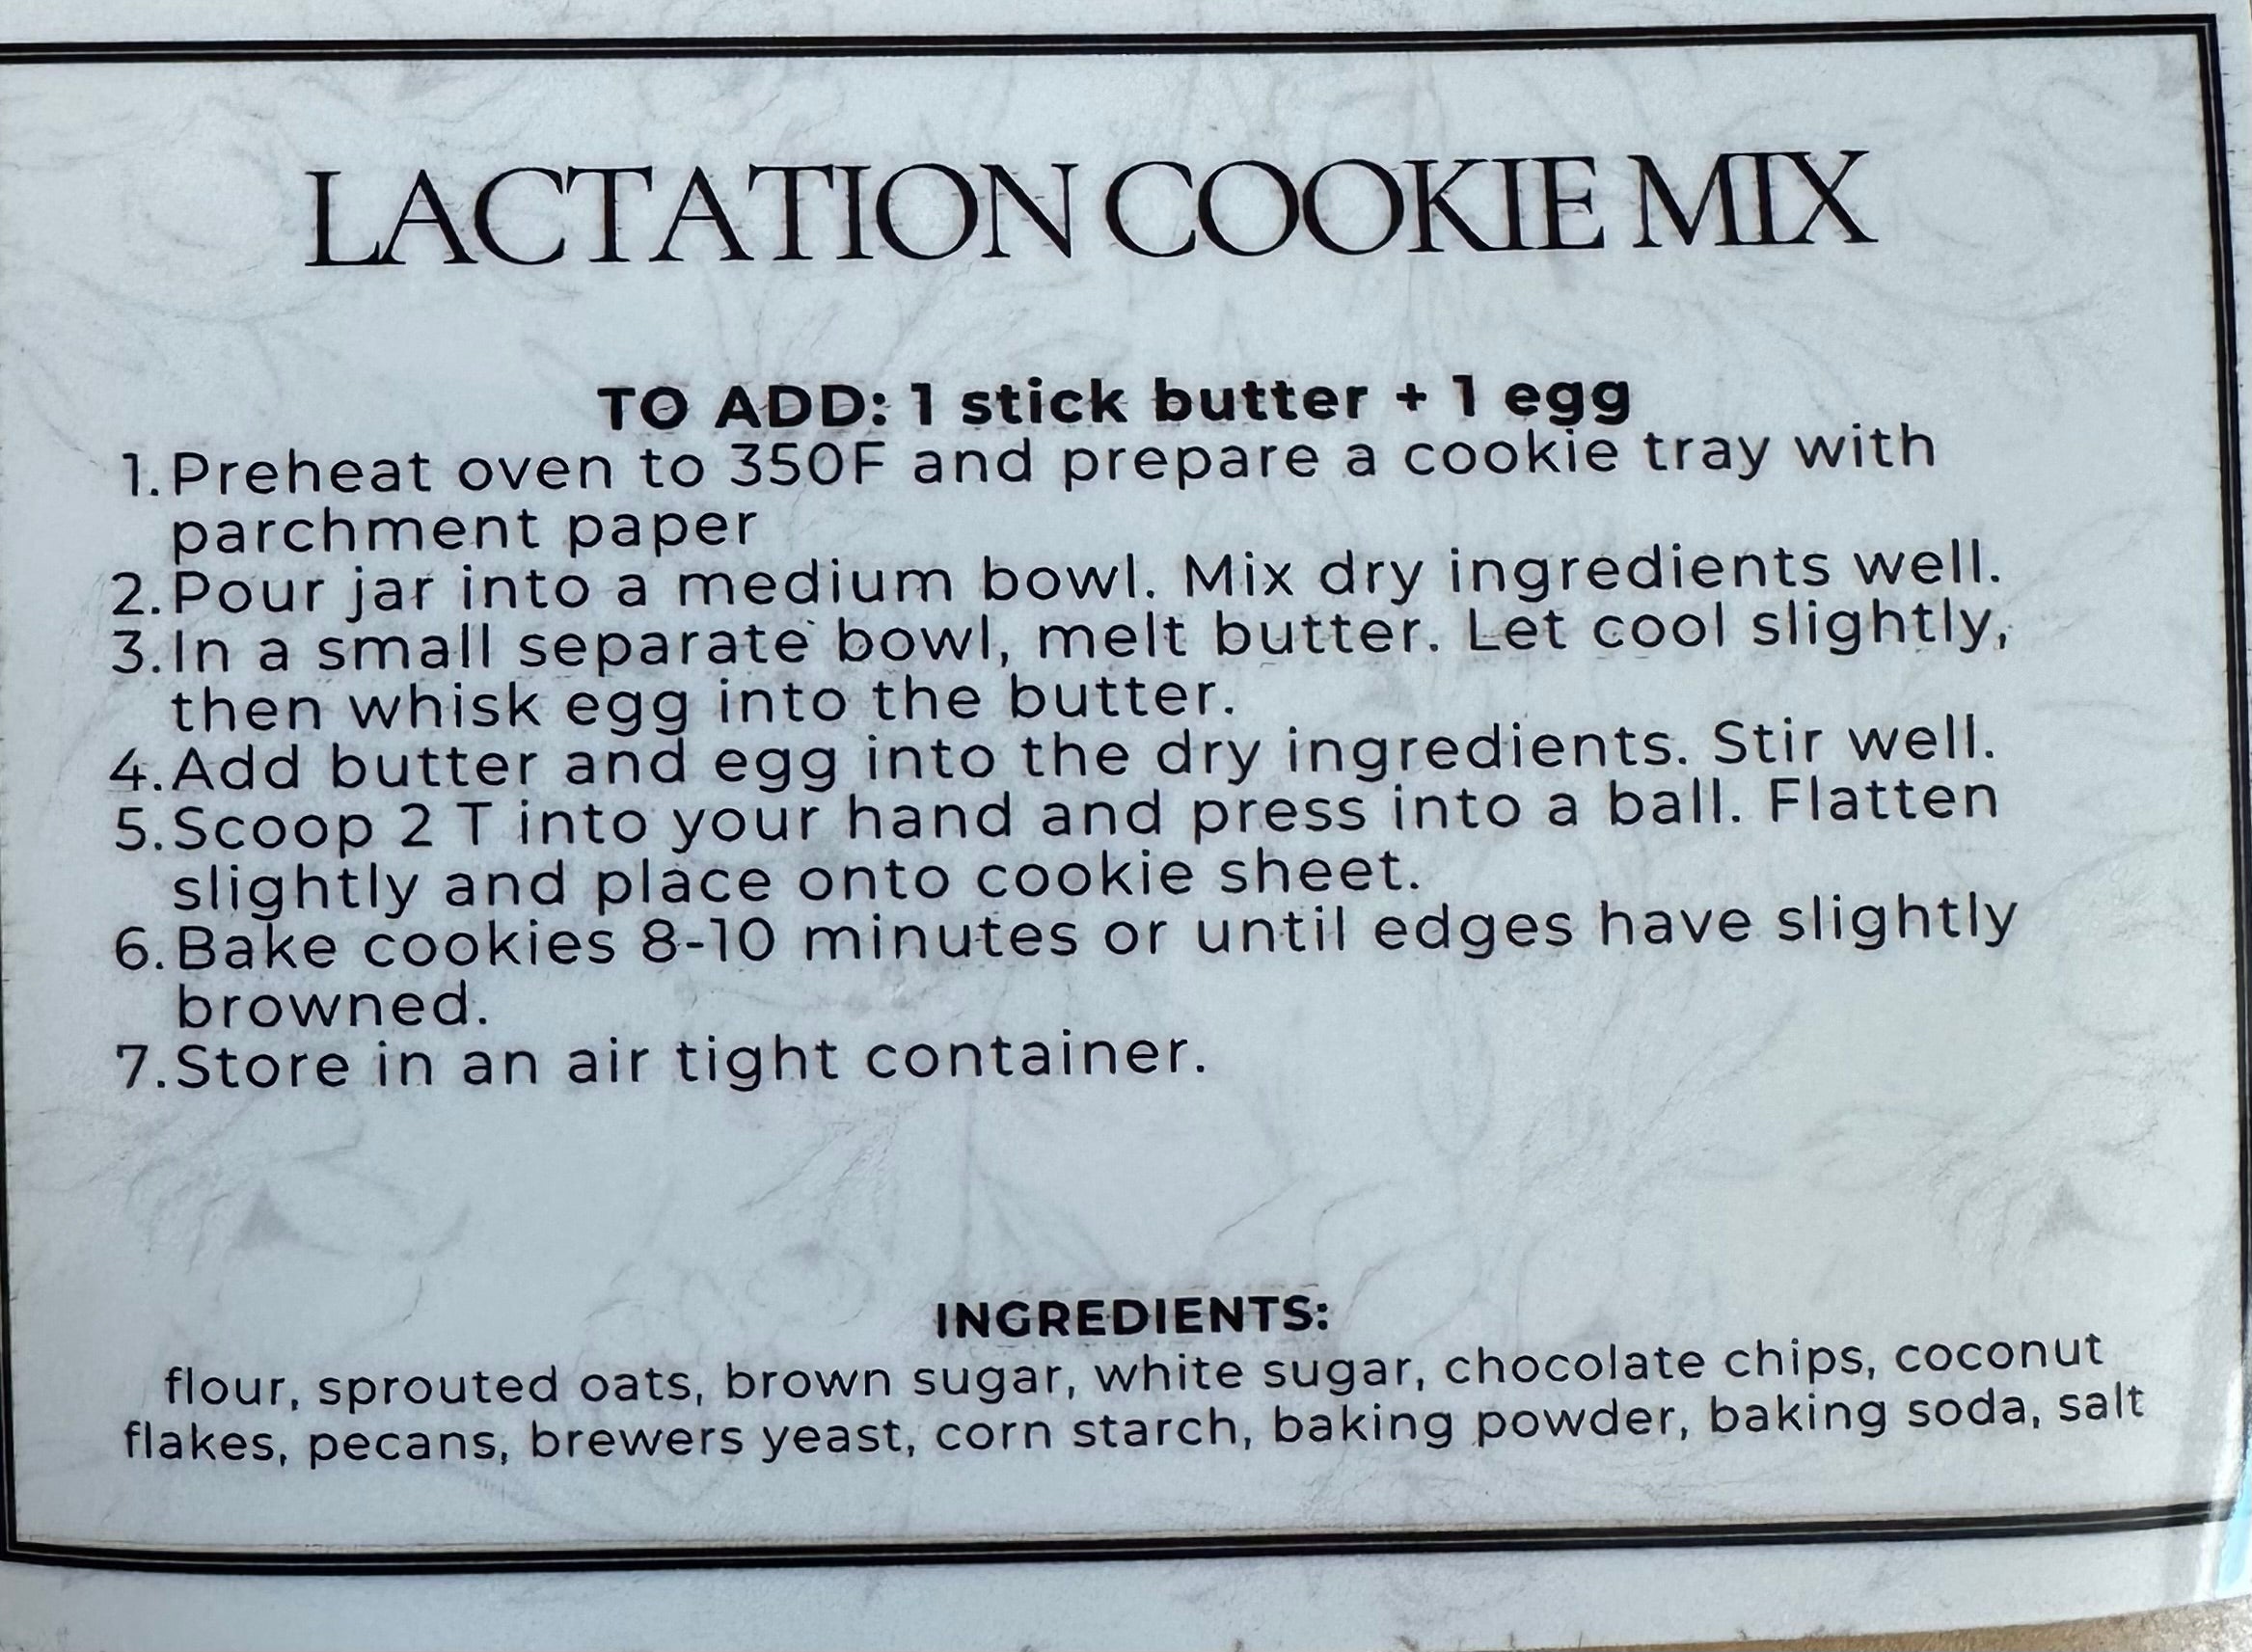 LACTATION COOKIE MIX
TO ADD: 1 stick butter + 1 egg
1. Preheat oven to 350F and prepare a cookie tray with
parchment paper
2. Pour jar into a medium bowl. Mix dry ingredients well.
3. In a small separate bowl, melt butter. Let cool slightly,
then whisk egg into the butter.
4. Add butter and egg into the dry ingredients. Stir well.
5. Scoop 2 T into your hand and press into a ball. Flatten
slightly and place onto cookie sheet.
6. Bake cookies 8-10 minutes or until edges have slightly
browned.
7. Store in an air tight container.
INGREDIENTS:
flour, sprouted oats, brown sugar, white sugar, chocolate chips, coconut
flakes, pecans, brewers yeast, corn starch, baking powder, baking soda, salt